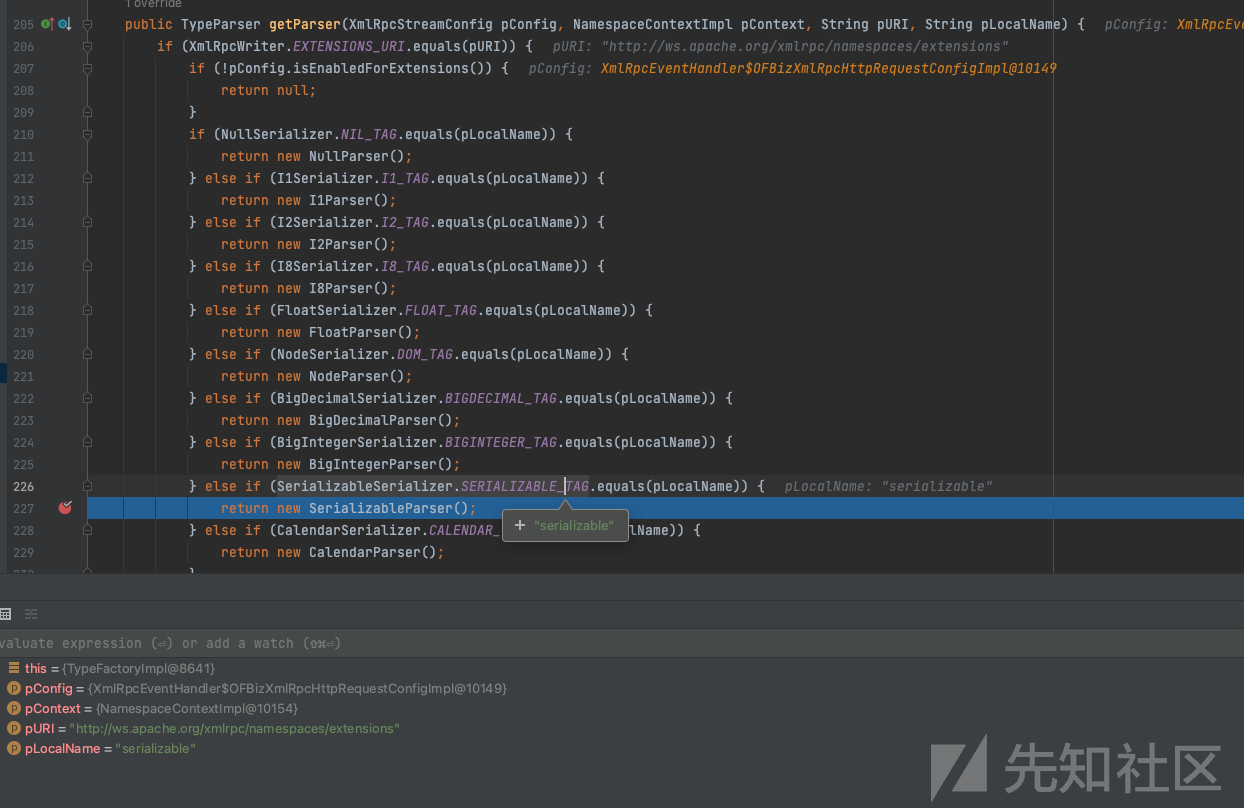 1 override
205 public TypeParser getParser(XmlRpcStreamConfig pConfig, NamespaceContextImpl pContext, String pURI, String pLocalName) { pConfig: XmlRpcEve
206 if (XmlRpcWriter.EXTENSIONS_URI.equals(pURI)) { pURI: "http://ws.apache.org/xmlrpc/namespaces/extensions"
207 if (!pConfig.isEnabledForExtensions()) { pConfig: XmlRpcEventHandler$OFBizXmlRpcHttpRequestConfigImpl@10149
208 return null;
209 }
210 if (NullSerializer.NIL_TAG.equals(pLocalName)) {
211 return new NullParser();
212 } else if (I1Serializer.I1_TAG.equals(pLocalName)) {
213 return new I1Parser();
214 } else if (I2Serializer.I2_TAG.equals(pLocalName)) {
215 return new I2Parser();
216 } else if (I8Serializer.I8_TAG.equals(pLocalName)) {
217 return new I8Parser();
218 } else if (FloatSerializer.FLOAT_TAG.equals(pLocalName)) {
219 return new FloatParser();
220 } else if (NodeSerializer.DOM_TAG.equals(pLocalName)) {
221 return new NodeParser();
222 } else if (BigDecimalSerializer.BIGDECIMAL_TAG.equals(pLocalName)) {
223 return new BigDecimalParser();
224 } else if (BigIntegerSerializer.BIGINTEGER_TAG.equals(pLocalName)) {
225 return new BigIntegerParser();
226 } else if (SerializableSerializer.SERIALIZABLE_TAG.equals(pLocalName)) { pLocalName: "serializable"
227 return new SerializableParser();
+ "serializable"
228 } else if (CalendarSerializer.CALENDAR_ lName)) {
229 return new CalendarParser();
230 }
valuate expression (⏎) or add a watch (⇧⌘⏎)
this = {TypeFactoryImpl@8641}
pConfig = {XmlRpcEventHandler$OFBizXmlRpcHttpRequestConfigImpl@10149}
pContext = {NamespaceContextImpl@10154}
pURI = "http://ws.apache.org/xmlrpc/namespaces/extensions"
pLocalName = "serializable"
先知社区